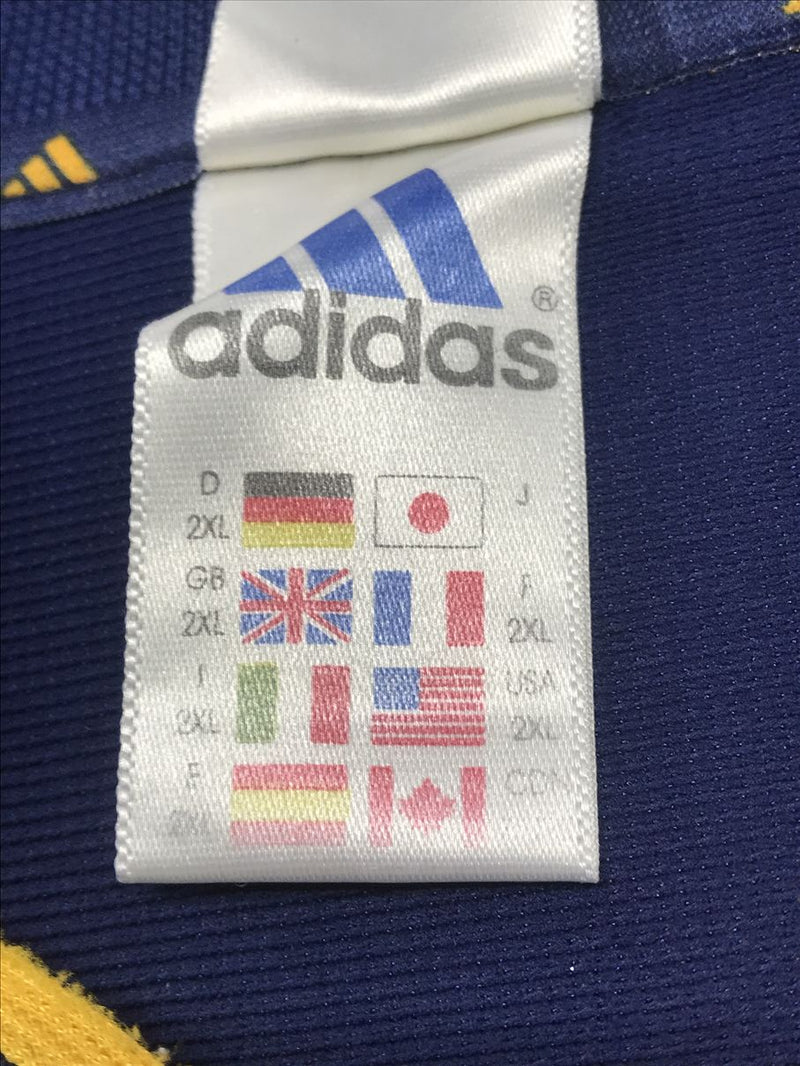 adidas®
D J
2XL
GB F
2XL 2XL
I USA
2XL 2XL
E CDN
2XL